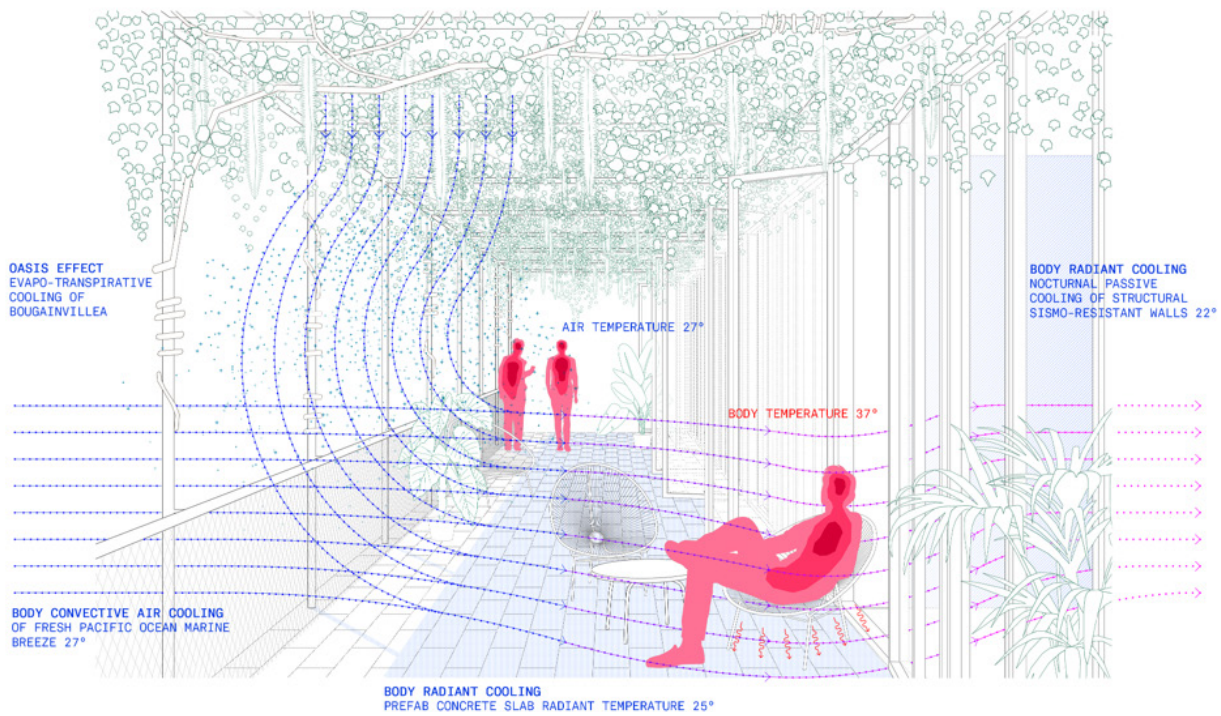 OASIS EFFECT
EVAPO-TRANSPIRATIVE
COOLING OF
BOUGAINVILLEA
AIR TEMPERATURE 27°
BODY RADIANT COOLING
NOCTURNAL PASSIVE
COOLING OF STRUCTURAL
SISMO-RESISTANT WALLS 22°
BODY TEMPERATURE 37°
BODY CONVECTIVE AIR COOLING
OF FRESH PACIFIC OCEAN MARINE
BREEZE 27°
BODY RADIANT COOLING
PREFAB CONCRETE SLAB RADIANT TEMPERATURE 25°